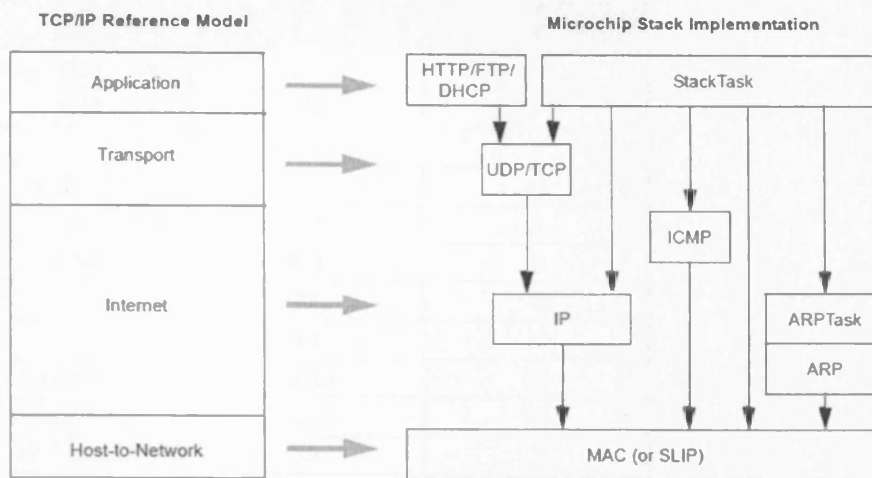 TCP/IP Reference Model
Microchip Stack Implementation
Application
HTTP/FTP/
DHCP
StackTask
Transport
UDP/TCP
ICMP
Internet
IP
ARPTask
ARP
Host-to-Network
MAC (or SLIP)